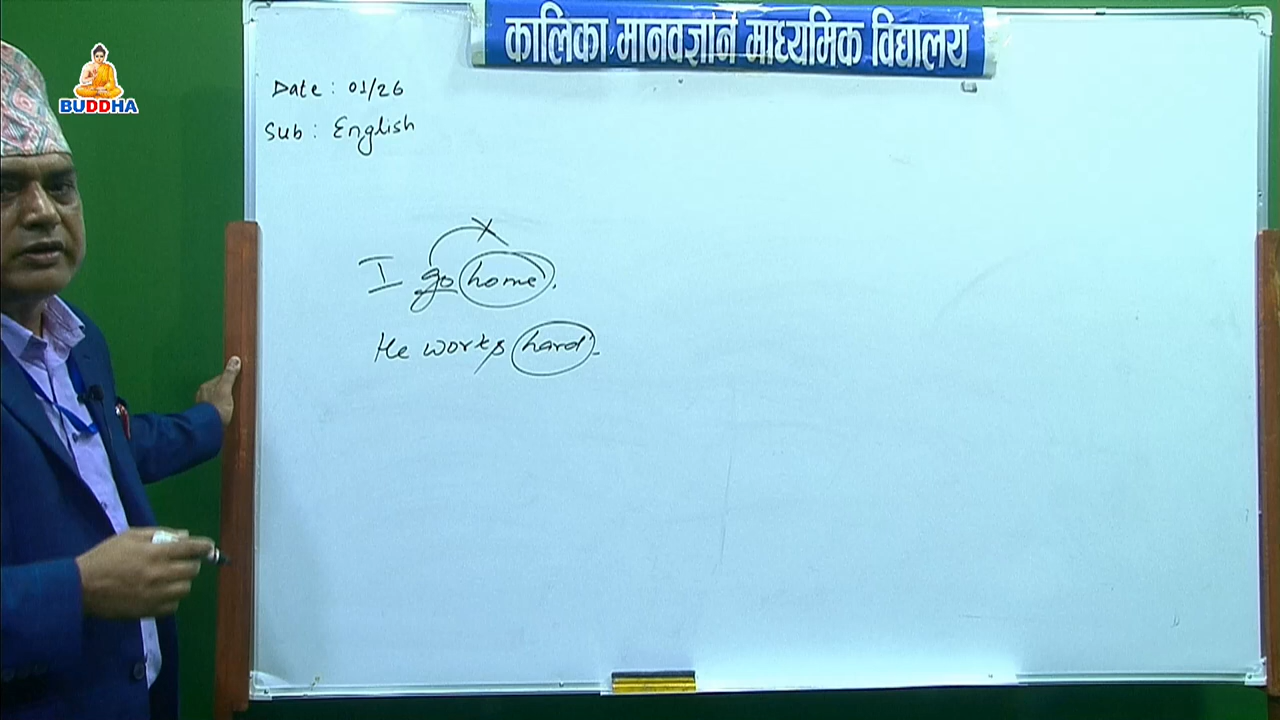 कालिका मानवज्ञान माध्यमिक विद्यालय
BUDDHA
Date : 01/26
Sub : English
I go home.
He works hard.